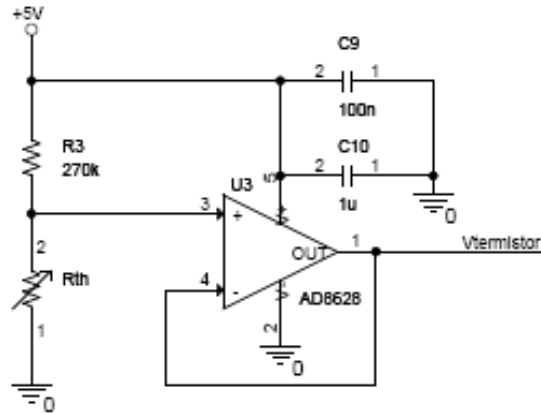 +5V
C9
2 1
100n
R3
270k
C10
2 1
1u
0
5
U3
V+
3 +
OUT 1
Vtermistor
2
Rth
1
4 -
V-
AD8628
2
0
0